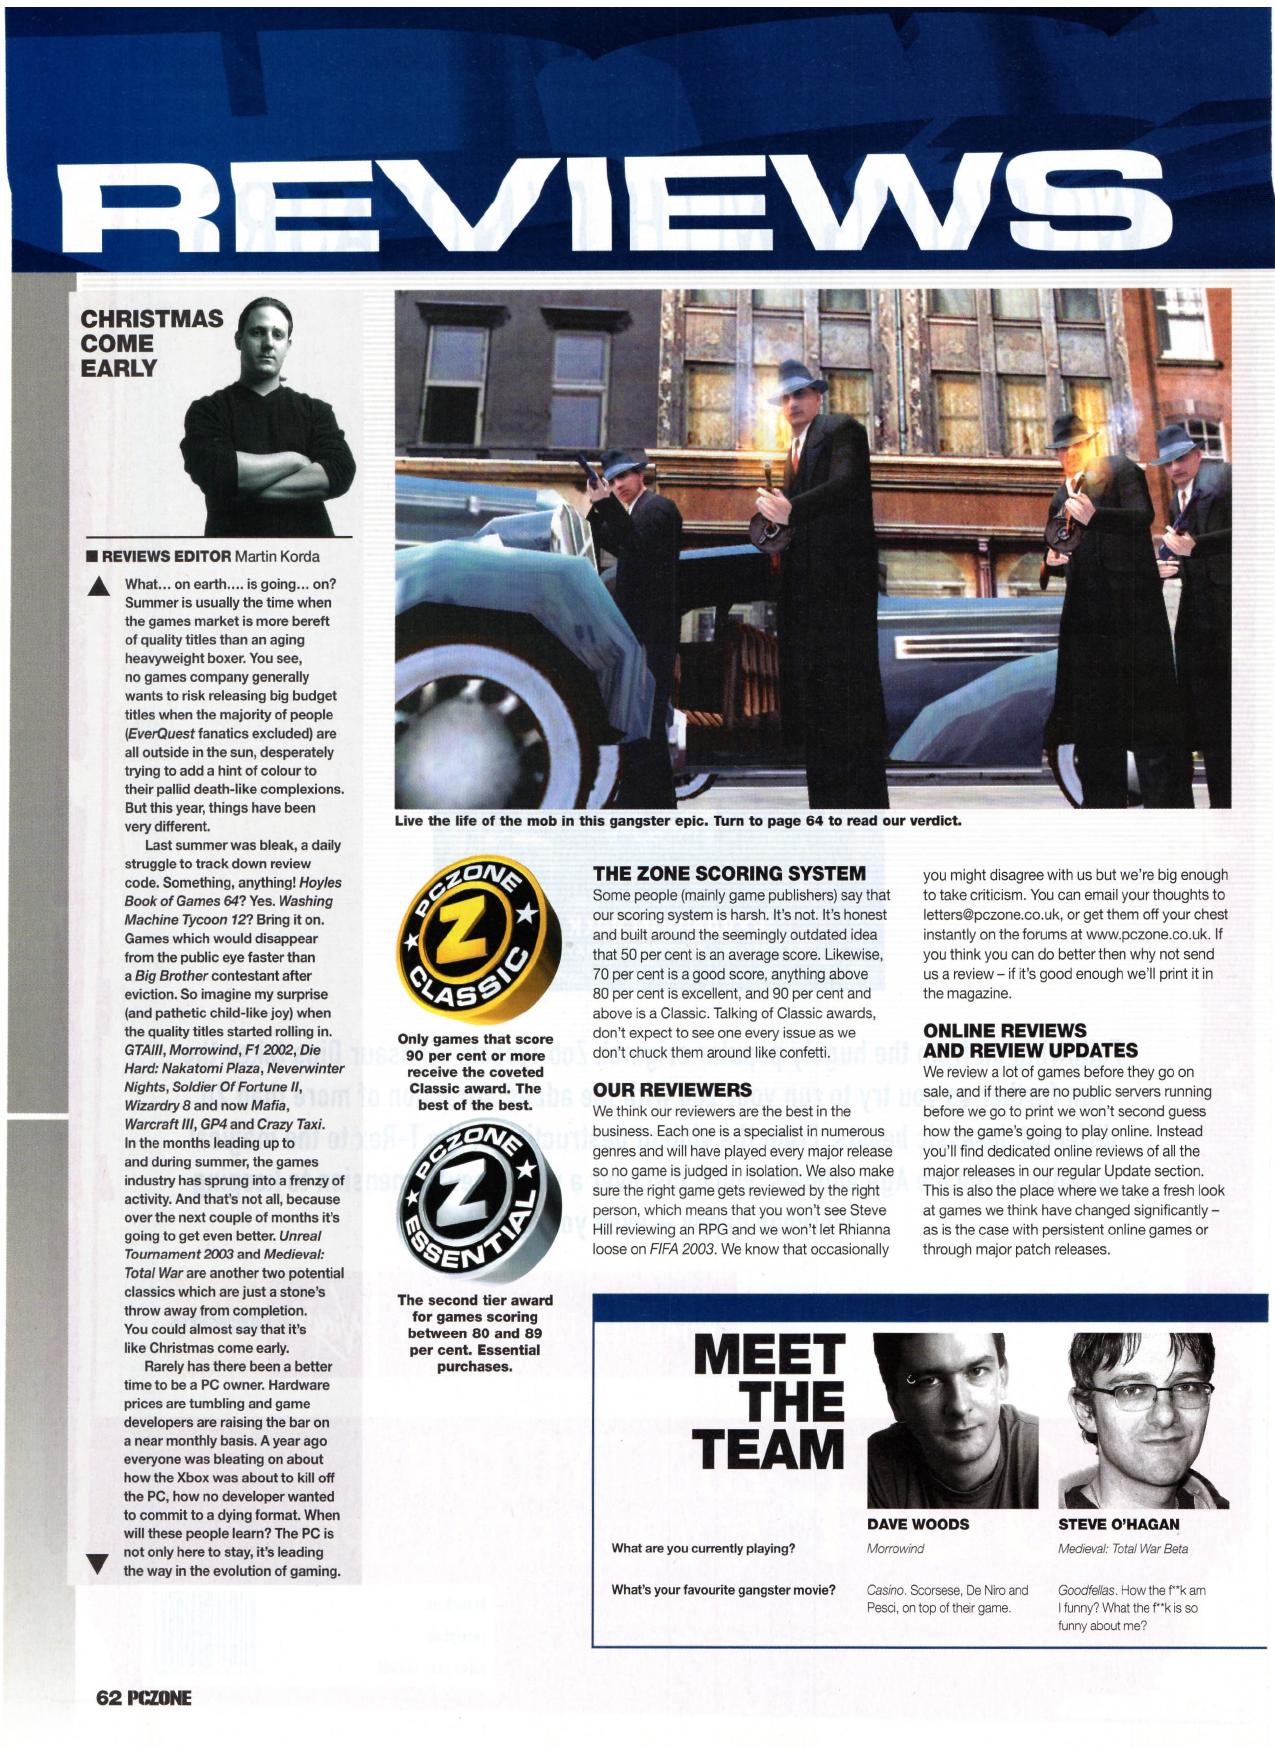 REVIEWS
CHRISTMAS
COME
EARLY
■ REVIEWS EDITOR Martin Korda
▲ What... on earth.... is going... on?
Summer is usually the time when
the games market is more bereft
of quality titles than an aging
heavyweight boxer. You see,
no games company generally
wants to risk releasing big budget
titles when the majority of people
(EverQuest fanatics excluded) are
all outside in the sun, desperately
trying to add a hint of colour to
their pallid death-like complexions.
But this year, things have been
very different.
Last summer was bleak, a daily
struggle to track down review
code. Something, anything! Hoyles
Book of Games 64? Yes. Washing
Machine Tycoon 12? Bring it on.
Games which would disappear
from the public eye faster than
a Big Brother contestant after
eviction. So imagine my surprise
(and pathetic child-like joy) when
the quality titles started rolling in.
GTAIII, Morrowind, F1 2002, Die
Hard: Nakatomi Plaza, Neverwinter
Nights, Soldier Of Fortune II,
Wizardry 8 and now Mafia,
Warcraft III, GP4 and Crazy Taxi.
In the months leading up to
and during summer, the games
industry has sprung into a frenzy of
activity. And that's not all, because
over the next couple of months it's
going to get even better. Unreal
Tournament 2003 and Medieval:
Total War are another two potential
classics which are just a stone's
throw away from completion.
You could almost say that it's
like Christmas come early.
Rarely has there been a better
time to be a PC owner. Hardware
prices are tumbling and game
developers are raising the bar on
a near monthly basis. A year ago
everyone was bleating on about
how the Xbox was about to kill off
the PC, how no developer wanted
to commit to a dying format. When
will these people learn? The PC is
not only here to stay, it's leading
▼ the way in the evolution of gaming.
Live the life of the mob in this gangster epic. Turn to page 64 to read our verdict.
PCZONE
Z
CLASSIC
Only games that score
90 per cent or more
receive the coveted
Classic award. The
best of the best.
PCZONE
Z
ESSENTIAL
The second tier award
for games scoring
between 80 and 89
per cent. Essential
purchases.
THE ZONE SCORING SYSTEM
Some people (mainly game publishers) say that
our scoring system is harsh. It's not. It's honest
and built around the seemingly outdated idea
that 50 per cent is an average score. Likewise,
70 per cent is a good score, anything above
80 per cent is excellent, and 90 per cent and
above is a Classic. Talking of Classic awards,
don't expect to see one every issue as we
don't chuck them around like confetti.
OUR REVIEWERS
We think our reviewers are the best in the
business. Each one is a specialist in numerous
genres and will have played every major release
so no game is judged in isolation. We also make
sure the right game gets reviewed by the right
person, which means that you won't see Steve
Hill reviewing an RPG and we won't let Rhianna
loose on FIFA 2003. We know that occasionally
you might disagree with us but we're big enough
to take criticism. You can email your thoughts to
letters@pczone.co.uk, or get them off your chest
instantly on the forums at www.pczone.co.uk. If
you think you can do better then why not send
us a review – if it's good enough we'll print it in
the magazine.
ONLINE REVIEWS
AND REVIEW UPDATES
We review a lot of games before they go on
sale, and if there are no public servers running
before we go to print we won't second guess
how the game's going to play online. Instead
you'll find dedicated online reviews of all the
major releases in our regular Update section.
This is also the place where we take a fresh look
at games we think have changed significantly –
as is the case with persistent online games or
through major patch releases.
MEET
THE
TEAM
DAVE WOODS
STEVE O'HAGAN
What are you currently playing?
Morrowind
Medieval: Total War Beta
What's your favourite gangster movie?
Casino. Scorsese, De Niro and
Pesci, on top of their game.
Goodfellas. How the f**k am
I funny? What the f**k is so
funny about me?
62 PCZONE